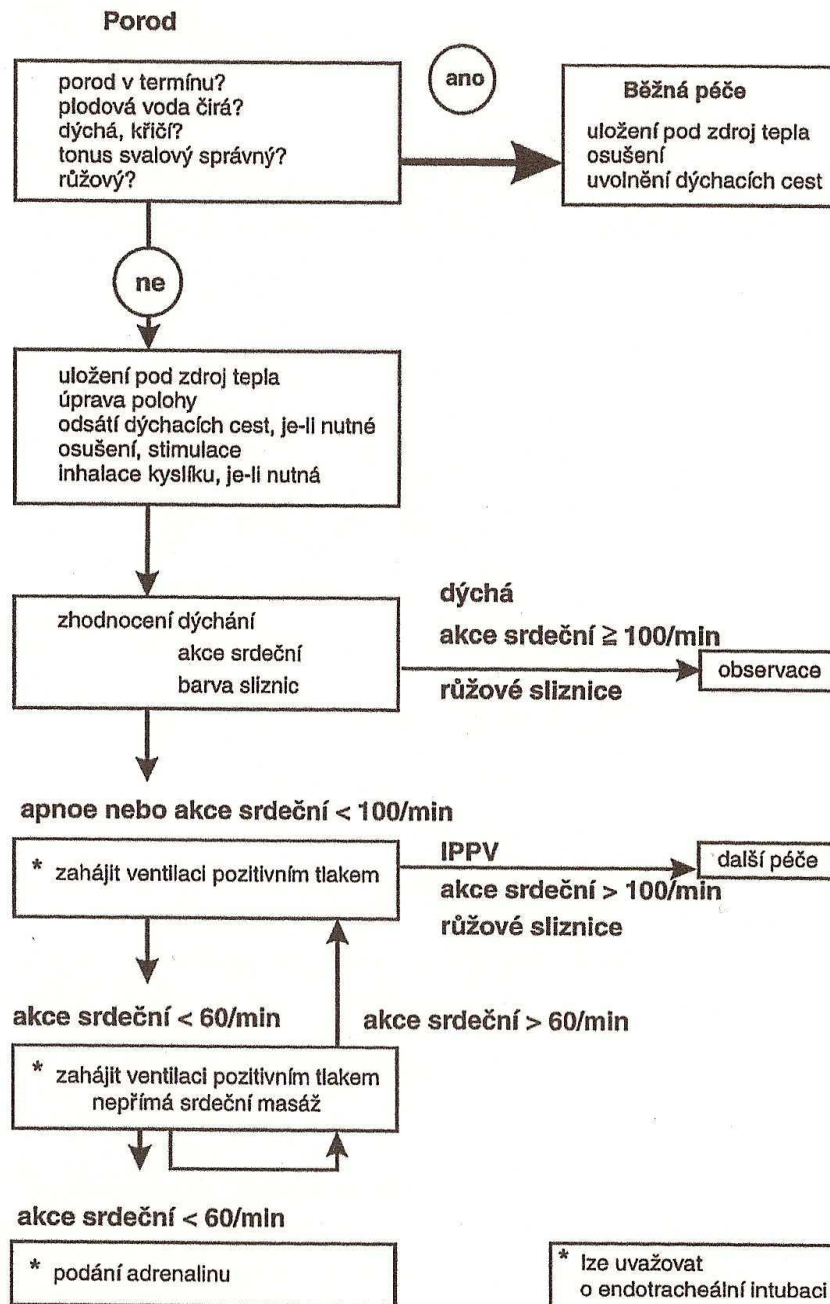 Porod
porod v termínu?
plodová voda čirá?
dýchá, křičí?
tonus svalový správný?
růžový?
ano
Běžná péče
uložení pod zdroj tepla
osušení
uvolnění dýchacích cest
ne
uložení pod zdroj tepla
úprava polohy
odsátí dýchacích cest, je-li nutné
osušení, stimulace
inhalace kyslíku, je-li nutná
zhodnocení dýchání
akce srdeční
barva sliznic
dýchá
akce srdeční ≧ 100/min
růžové sliznice
observace
apnoe nebo akce srdeční < 100/min
* zahájit ventilaci pozitivním tlakem
IPPV
akce srdeční > 100/min
růžové sliznice
další péče
akce srdeční < 60/min
akce srdeční > 60/min
* zahájit ventilaci pozitivním tlakem
nepřímá srdeční masáž
akce srdeční < 60/min
* podání adrenalinu
* lze uvažovat
o endotracheální intubaci